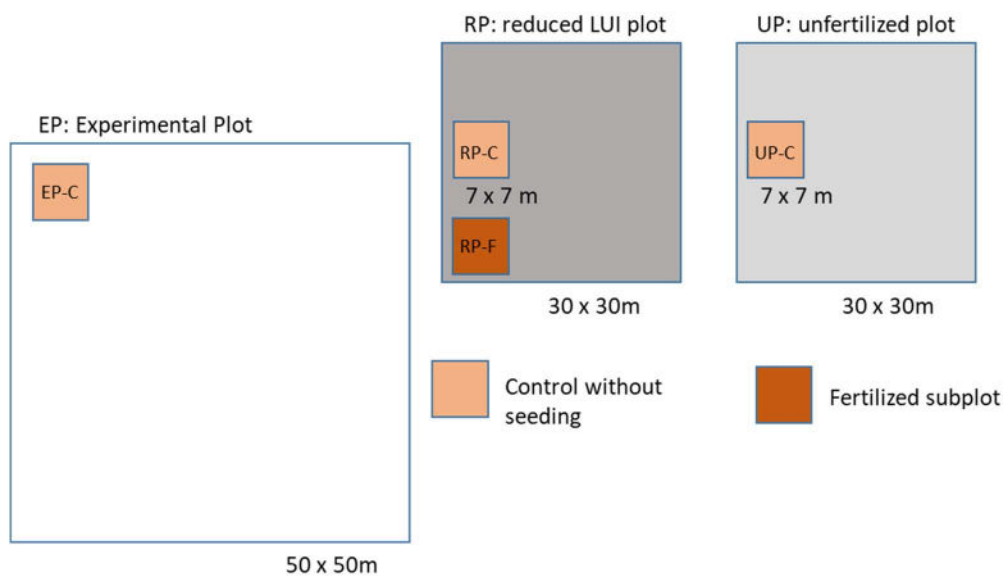 RP: reduced LUI plot
UP: unfertilized plot
EP: Experimental Plot
RP-C
UP-C
EP-C
7 x 7 m
7 x 7 m
RP-F
30 x 30m
30 x 30m
Control without
seeding
Fertilized subplot
50 x 50m